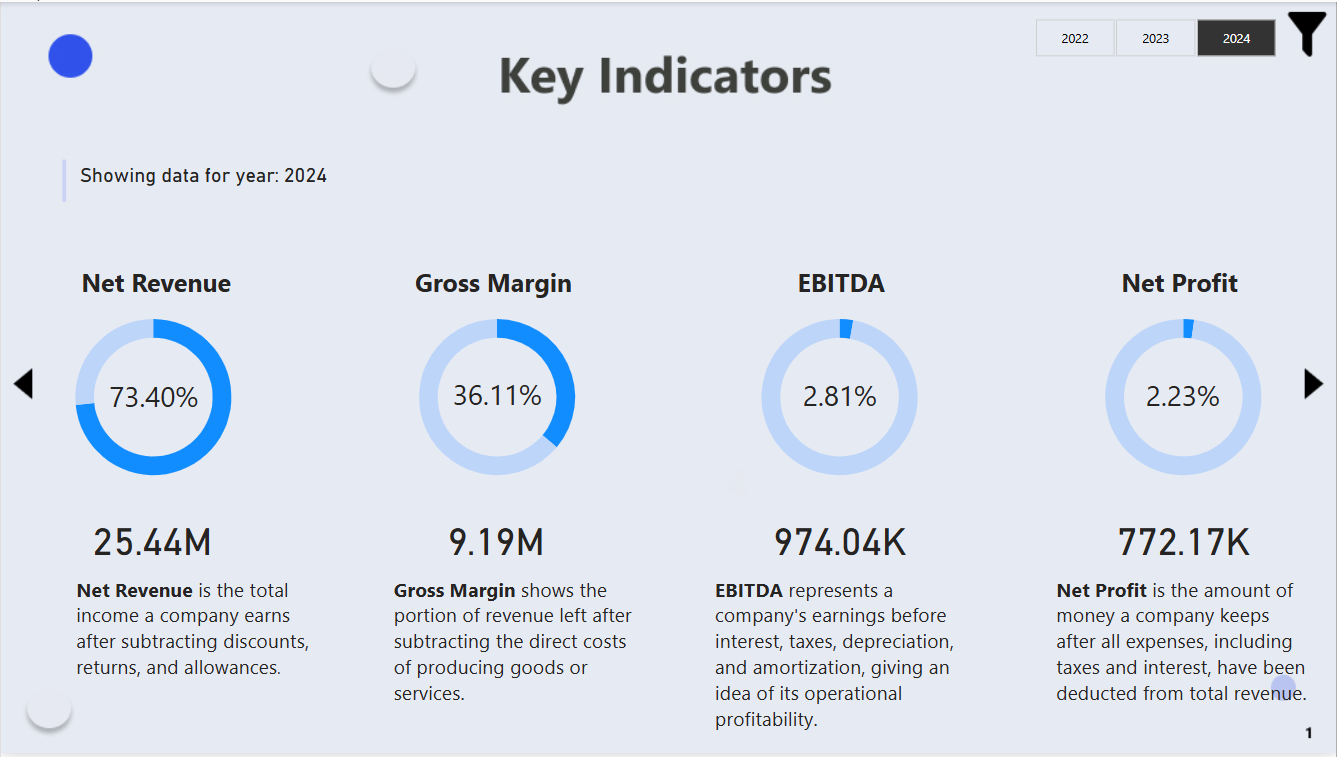 2022
2023
2024
Key Indicators
Showing data for year: 2024
Net Revenue
Gross Margin
EBITDA
Net Profit
73.40%
36.11%
2.81%
2.23%
25.44M
9.19M
974.04K
772.17K
Net Revenue is the total
income a company earns
after subtracting discounts,
returns, and allowances.
Gross Margin shows the
portion of revenue left after
subtracting the direct costs
of producing goods or
services.
EBITDA represents a
company's earnings before
interest, taxes, depreciation,
and amortization, giving an
idea of its operational
profitability.
Net Profit is the amount of
money a company keeps
after all expenses, including
taxes and interest, have been
deducted from total revenue.
1